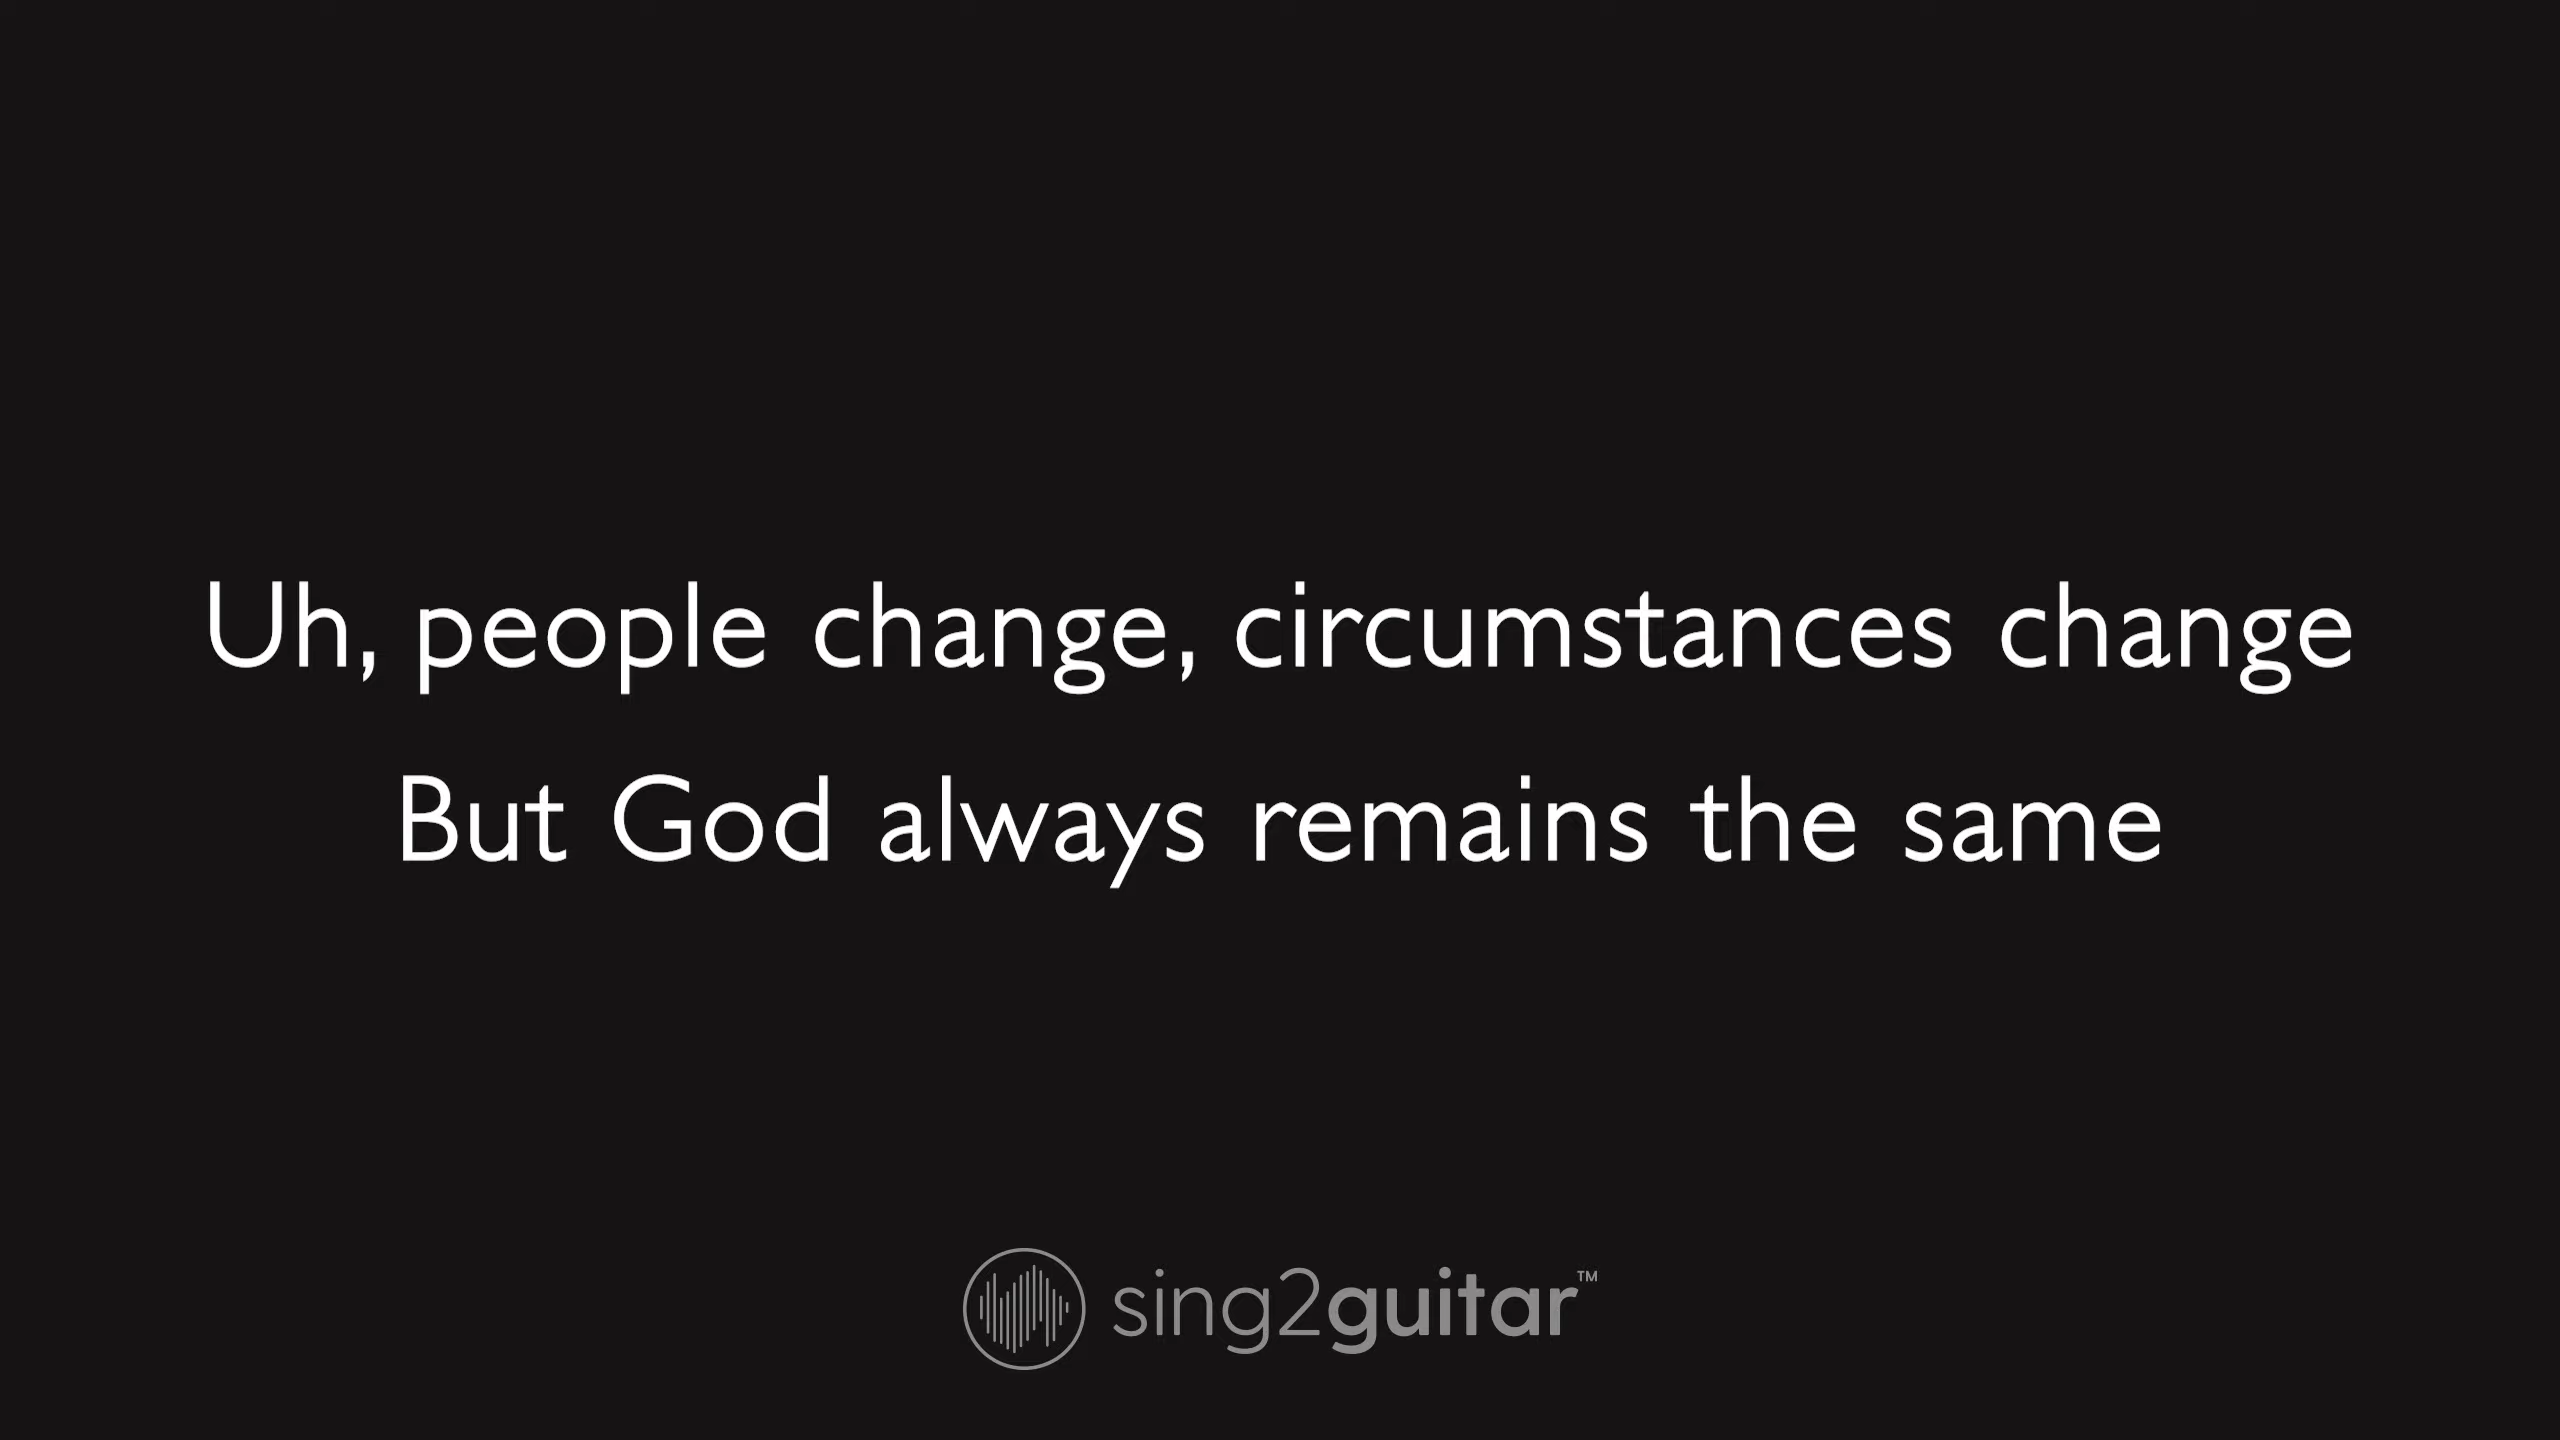 Uh, people change, circumstances change
But God always remains the same
sing2guitar™